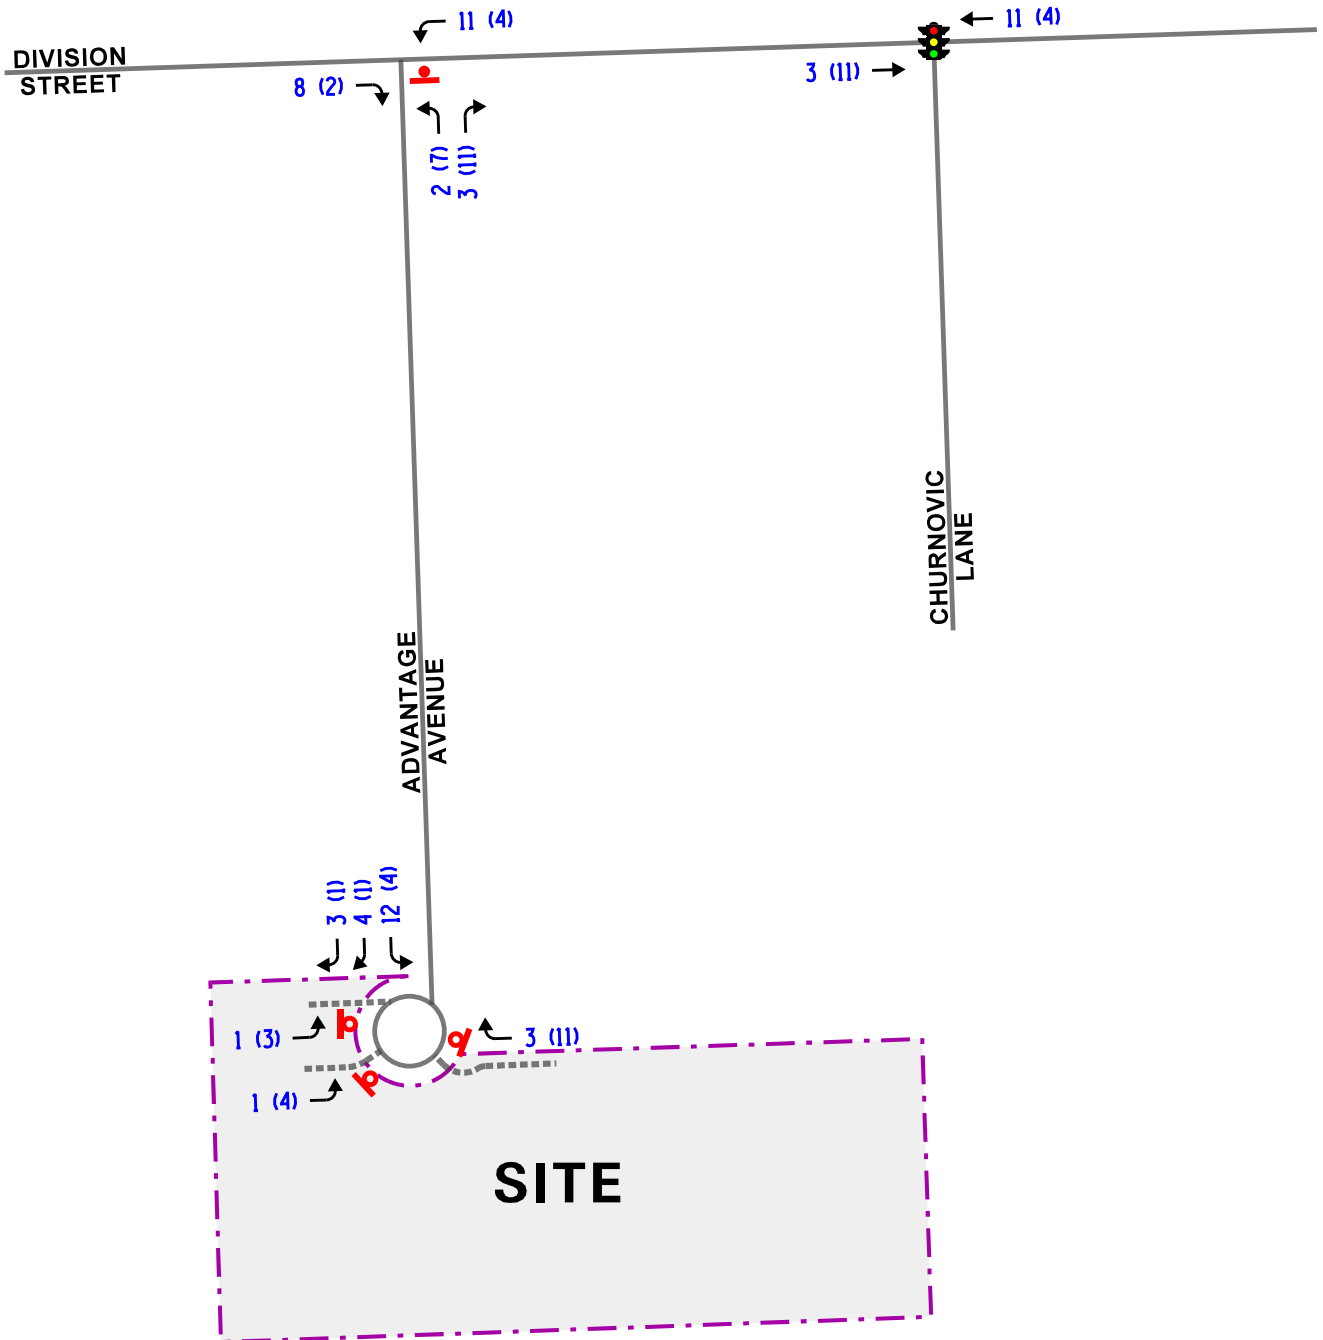 11 (4)
11 (4)
DIVISION
STREET
3 (11)
8 (2)
2 (7)
3 (11)
CHURNOVIC
LANE
ADVANTAGE
AVENUE
3 (1)
4 (1)
12 (4)
1 (3)
3 (11)
1 (4)
SITE